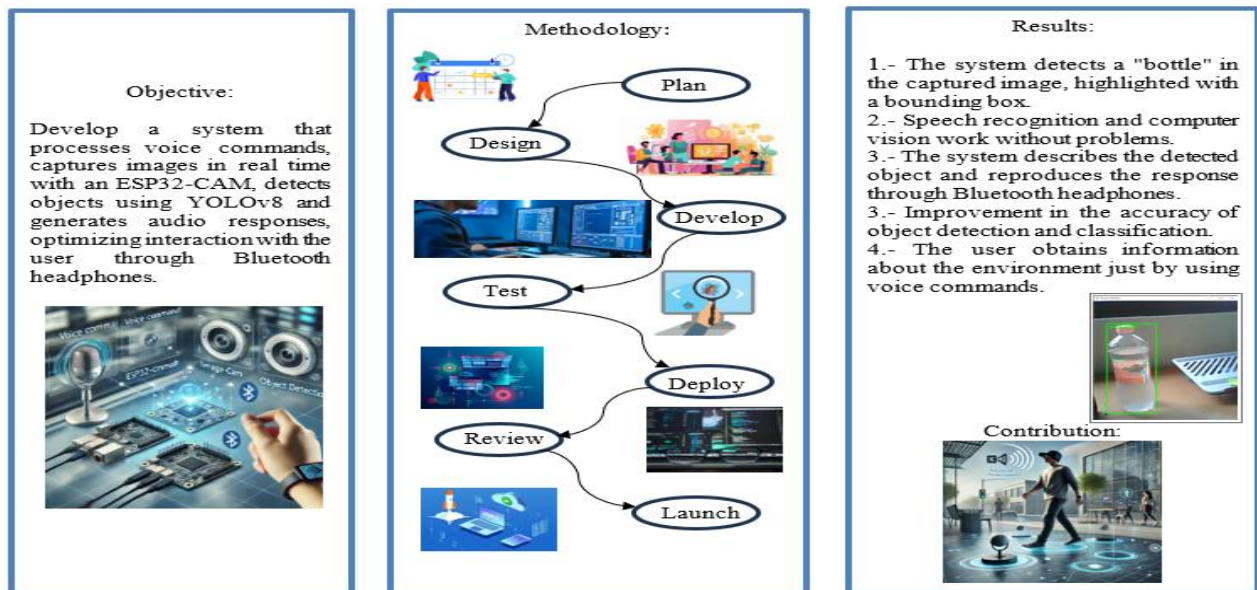 Objective:
Develop a system that
processes voice commands,
captures images in real time
with an ESP32-CAM, detects
objects using YOLOv8 and
generates audio responses,
optimizing interaction with the
user through Bluetooth
headphones.
Voice command
Object Detection
Methodology:
Plan
Design
Develop
Test
Deploy
Review
Launch
Results:
1.- The system detects a "bottle" in
the captured image, highlighted with
a bounding box.
2.- Speech recognition and computer
vision work without problems.
3.- The system describes the detected
object and reproduces the response
through Bluetooth headphones.
3.- Improvement in the accuracy of
object detection and classification.
4.- The user obtains information
about the environment just by using
voice commands.
Contribution: